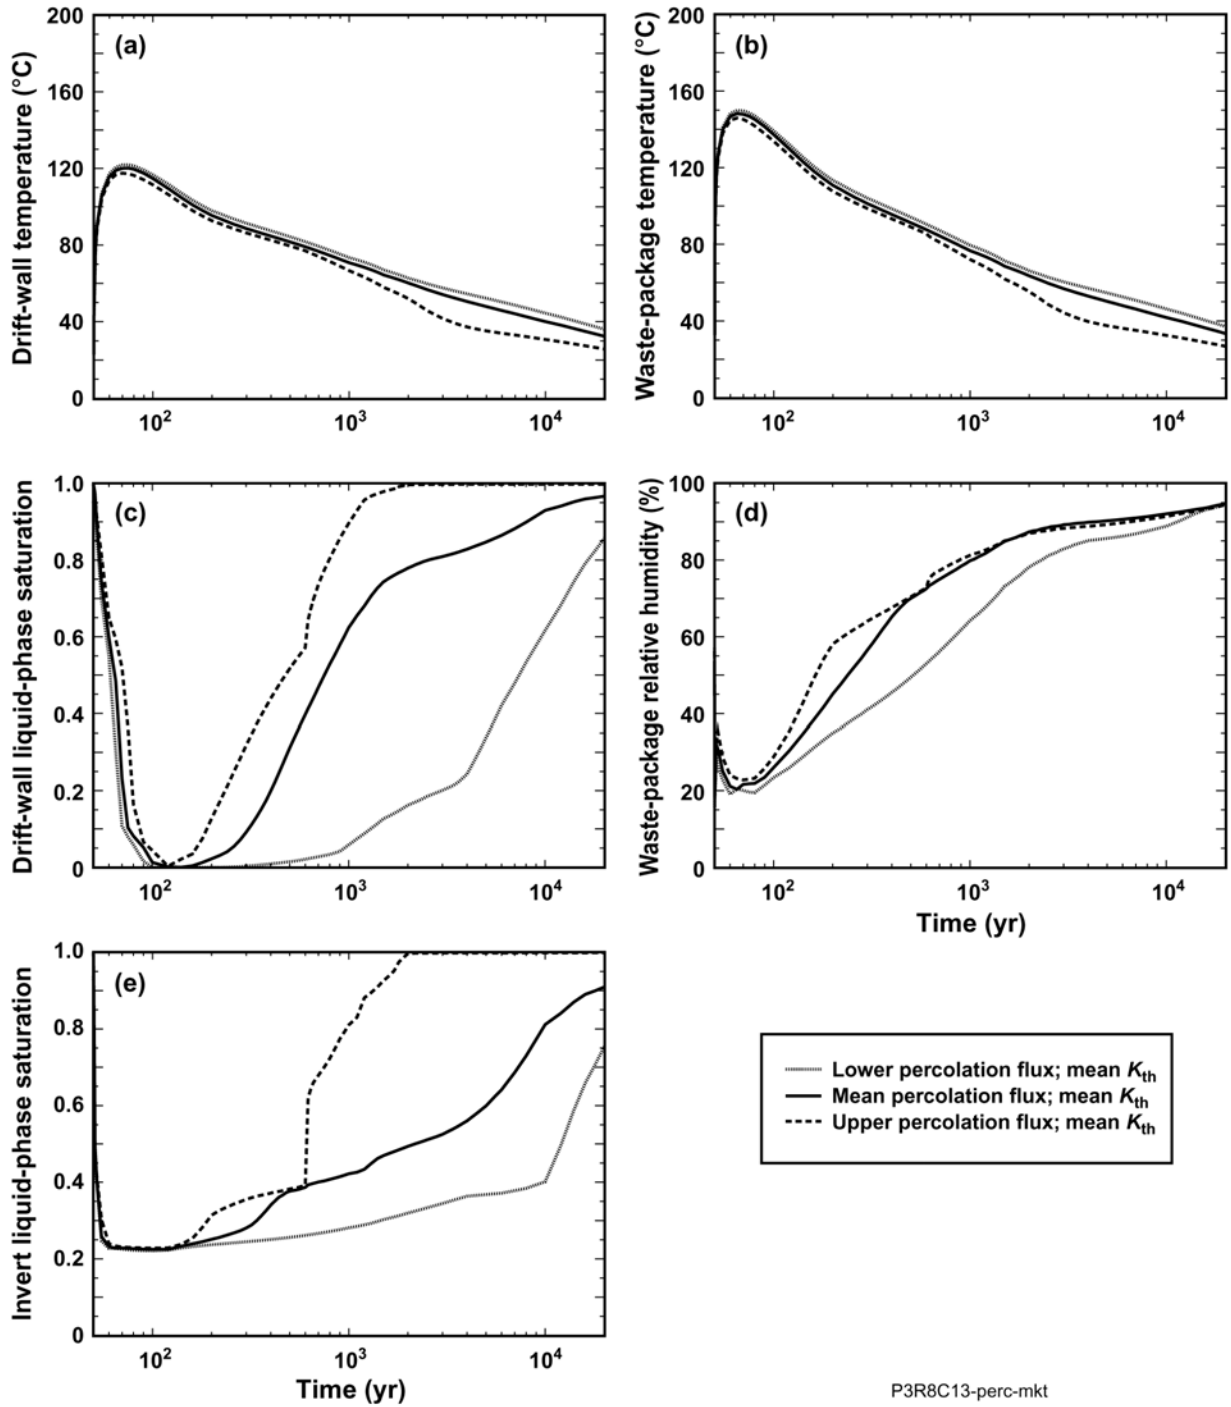 (a)
Drift-wall temperature (°C)
200
160
120
80
40
0
10²
10³
10⁴
(b)
Waste-package temperature (°C)
200
160
120
80
40
0
10²
10³
10⁴
(c)
Drift-wall liquid-phase saturation
1.0
0.8
0.6
0.4
0.2
0
10²
10³
10⁴
(d)
Waste-package relative humidity (%)
100
80
60
40
20
0
10²
10³
10⁴
Time (yr)
(e)
Invert liquid-phase saturation
1.0
0.8
0.6
0.4
0.2
0
10²
10³
10⁴
Time (yr)
Lower percolation flux; mean Kth
Mean percolation flux; mean Kth
Upper percolation flux; mean Kth
P3R8C13-perc-mkt